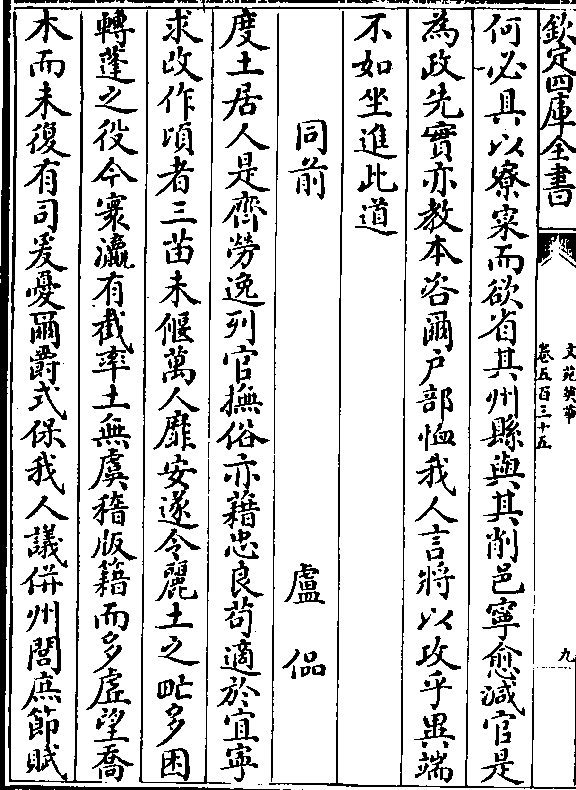 欽定四庫全書
文苑英華
卷五百三十五
九
何必具以寮寀而欲省其州縣與其削邑寧愈減官是
為政先實亦教本咨爾戶部恤我人言將以攻乎異端
不如坐進此道
同前 盧侶
度土居人是齊勞逸列官撫俗亦藉忠良苟適於宜寧
求改作頃者三苗未偃萬人靡安遂令麗土之甿多困
轉蓬之役今寰瀛有截率土無虞稽版籍而多虛望喬
木而未復有司爰憂爾爵式保我人議併州閭庶節賦